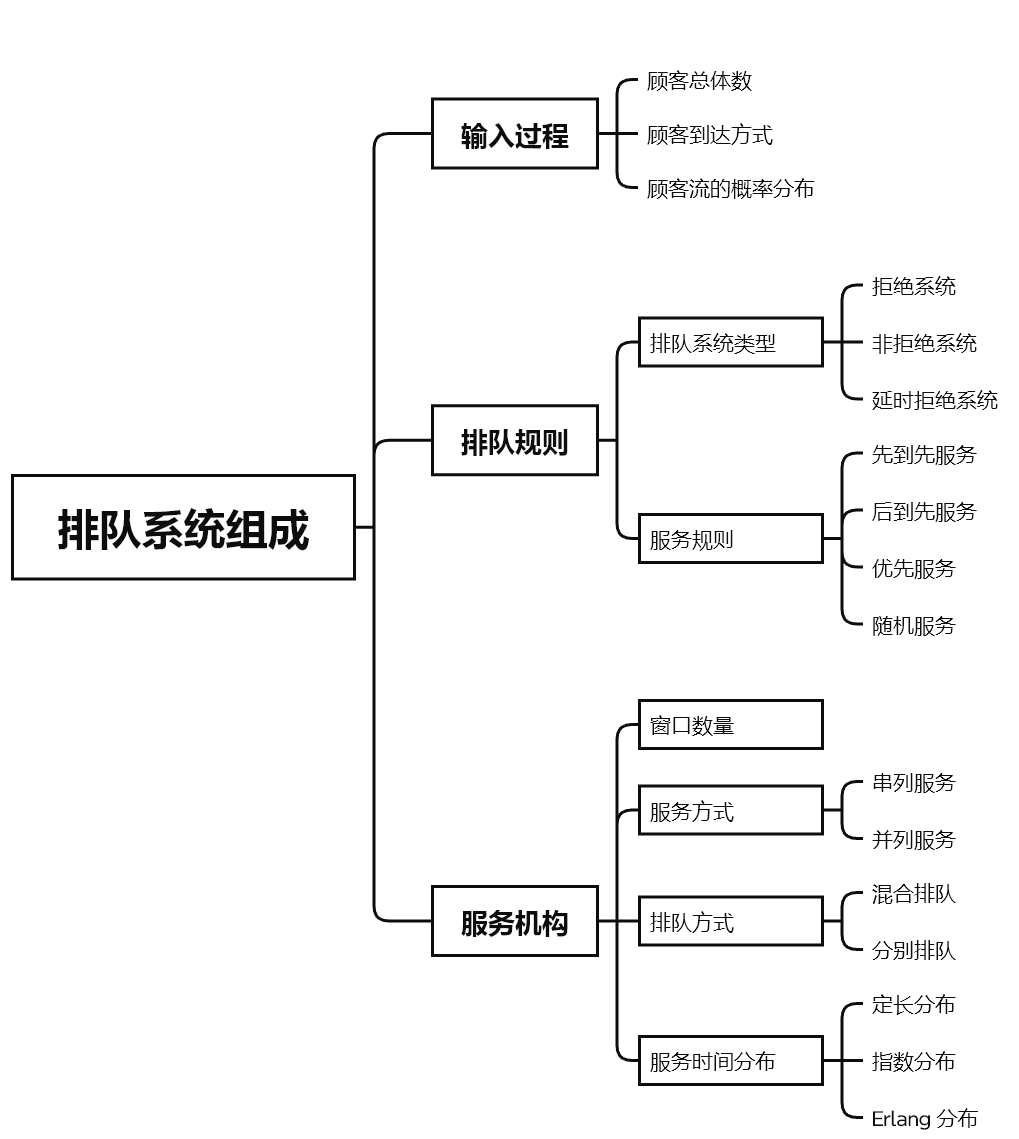 排队系统组成
输入过程
顾客总体数
顾客到达方式
顾客流的概率分布
排队规则
排队系统类型
拒绝系统
非拒绝系统
延时拒绝系统
服务规则
先到先服务
后到先服务
优先服务
随机服务
服务机构
窗口数量
服务方式
串列服务
并列服务
排队方式
混合排队
分别排队
服务时间分布
定长分布
指数分布
Erlang 分布